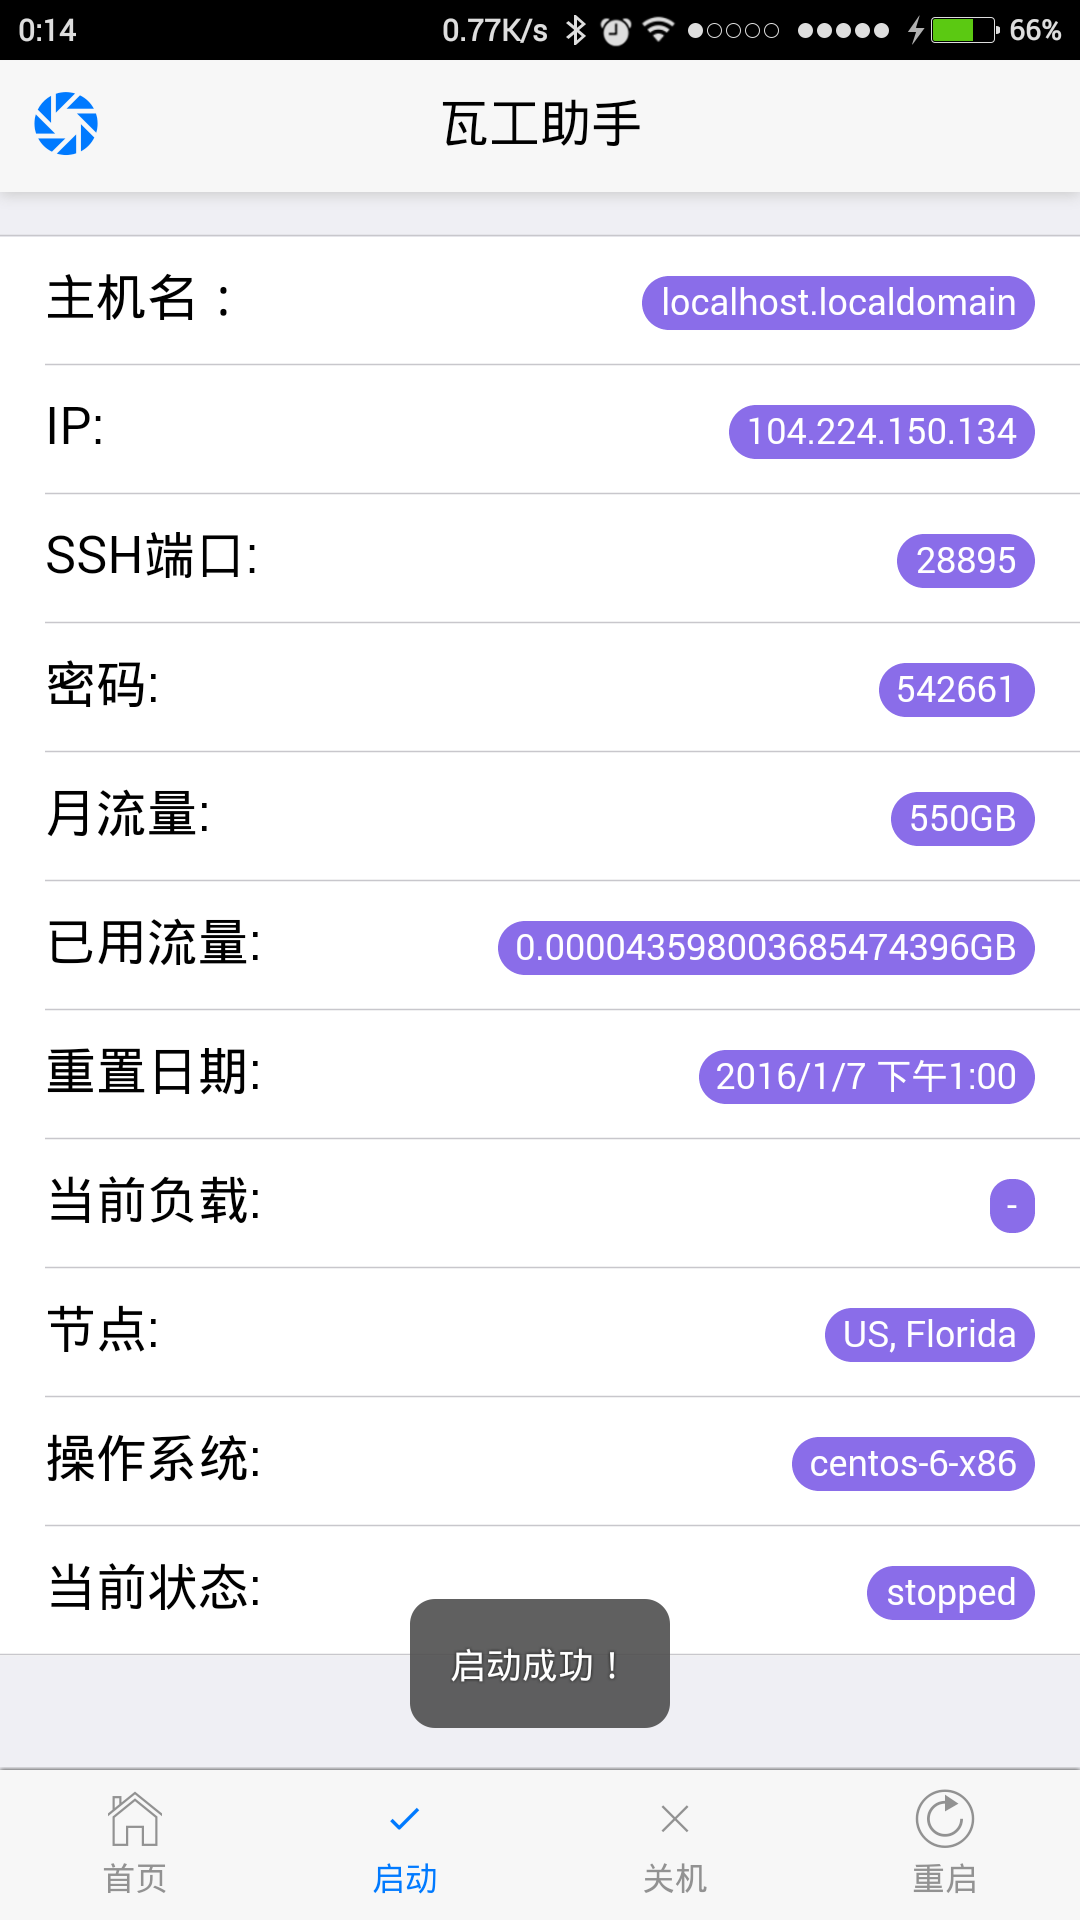 0:14 0.77K/s 66%
瓦工助手
主机名： localhost.localdomain
IP: 104.224.150.134
SSH端口: 28895
密码: 542661
月流量: 550GB
已用流量: 0.000043598003685474396GB
重置日期: 2016/1/7 下午1:00
当前负载: -
节点: US, Florida
操作系统: centos-6-x86
当前状态: stopped
启动成功！
首页 启动 关机 重启